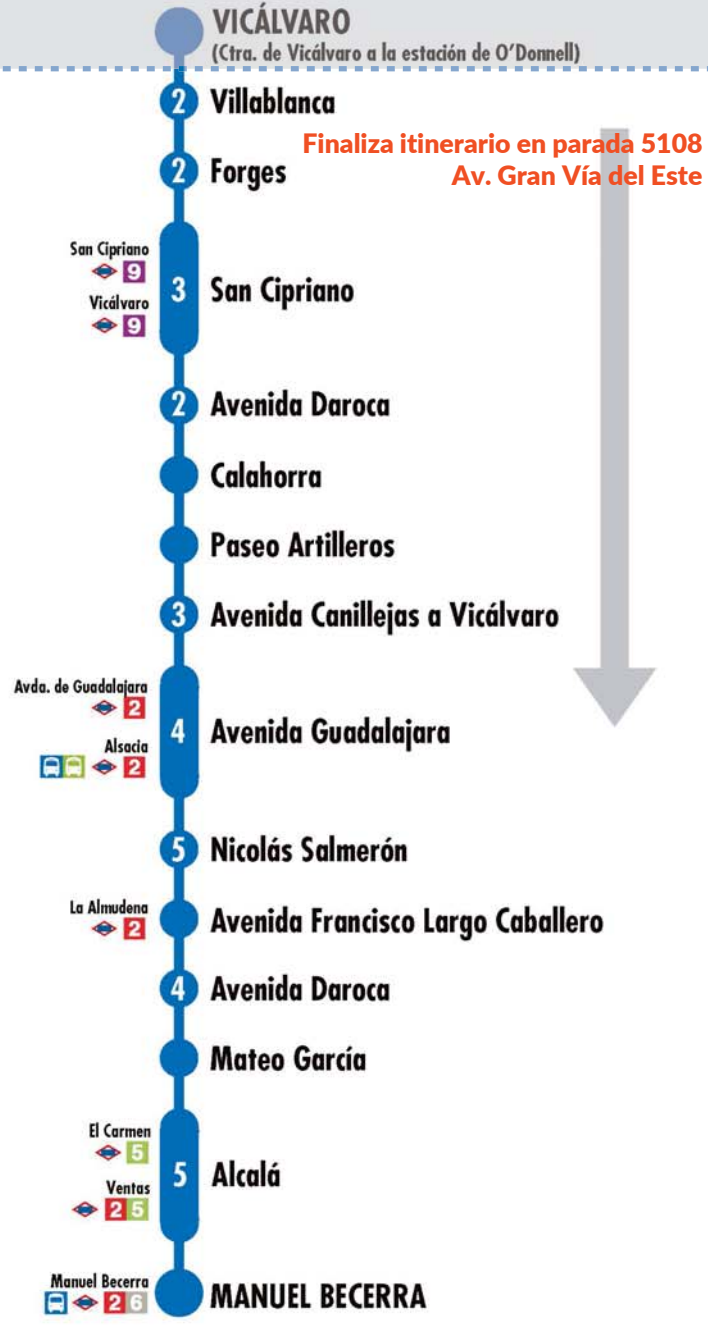 VICÁLVARO
(Ctra. de Vicálvaro a la estación de O'Donnell)
2 Villablanca
Finaliza itinerario en parada 5108
Av. Gran Vía del Este
2 Forges
San Cipriano
9
Vicálvaro
9
3 San Cipriano
2 Avenida Daroca
Calahorra
Paseo Artilleros
3 Avenida Canillejas a Vicálvaro
Avda. de Guadalajara
2
Alsacia
2
4 Avenida Guadalajara
5 Nicolás Salmerón
La Almudena
2
Avenida Francisco Largo Caballero
4 Avenida Daroca
Mateo García
El Carmen
5
Ventas
2 5
5 Alcalá
Manuel Becerra
2 6
MANUEL BECERRA